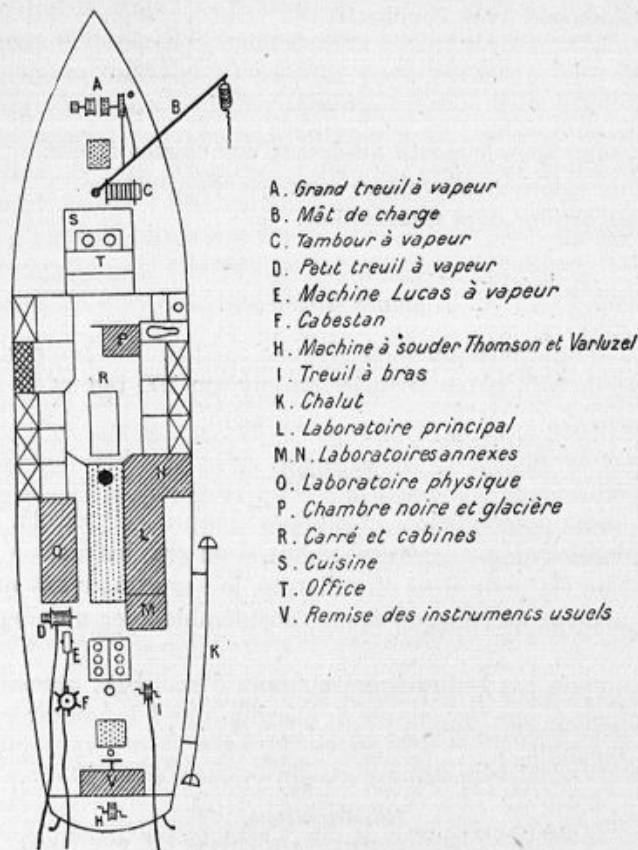 A
B
C
S
T
P
R
N
L
O
M
D
E
K
F
I
V
H
A. Grand treuil à vapeur
B. Mât de charge
C. Tambour à vapeur
D. Petit treuil à vapeur
E. Machine Lucas à vapeur
F. Cabestan
H. Machine à souder Thomson et Varluzel
I Treuil à bras
K. Chalut
L. Laboratoire principal
M.N. Laboratoires annexes
O. Laboratoire physique
P. Chambre noire et glacière
R. Carré et cabines
S. Cuisine
T. Office
V. Remise des instruments usuels